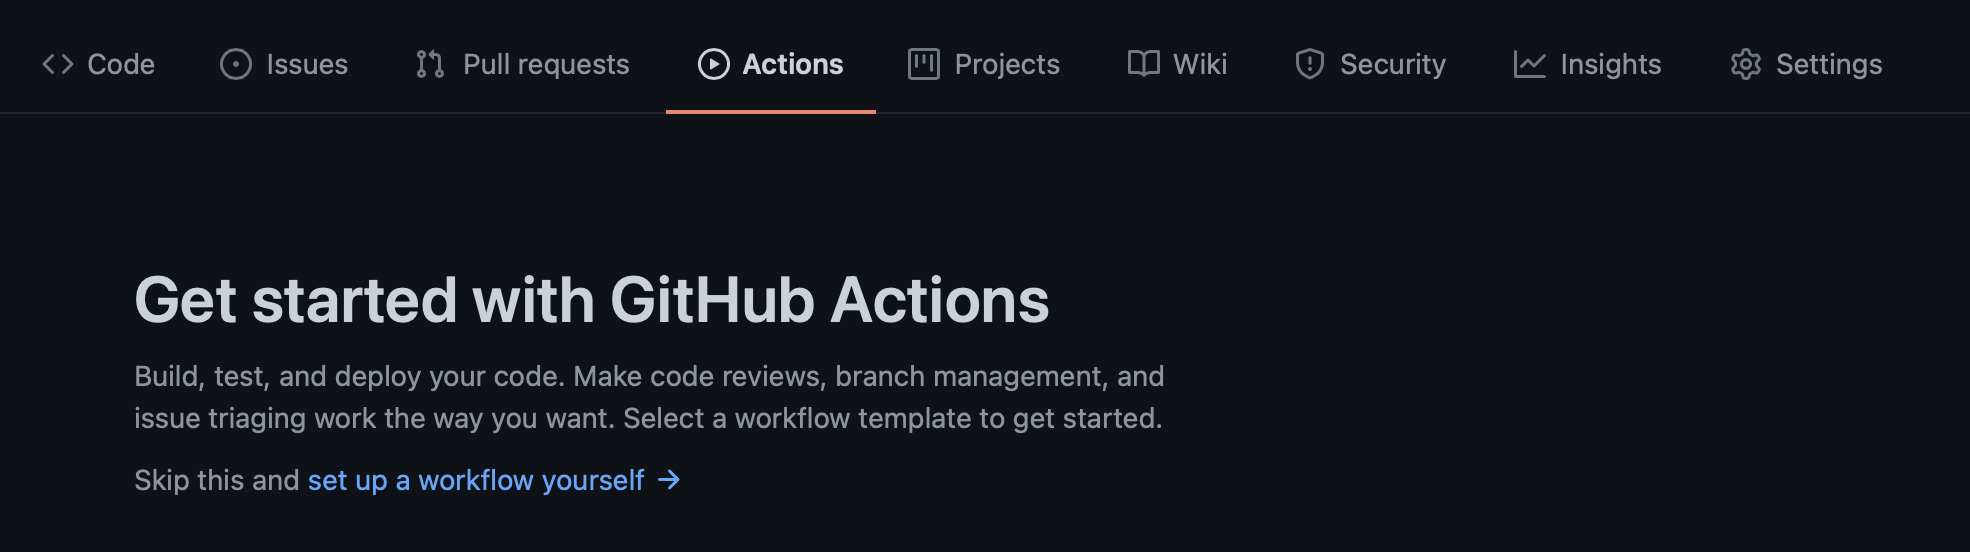 Code Issues Pull requests Actions Projects Wiki Security Insights Settings
Get started with GitHub Actions
Build, test, and deploy your code. Make code reviews, branch management, and
issue triaging work the way you want. Select a workflow template to get started.
Skip this and set up a workflow yourself →